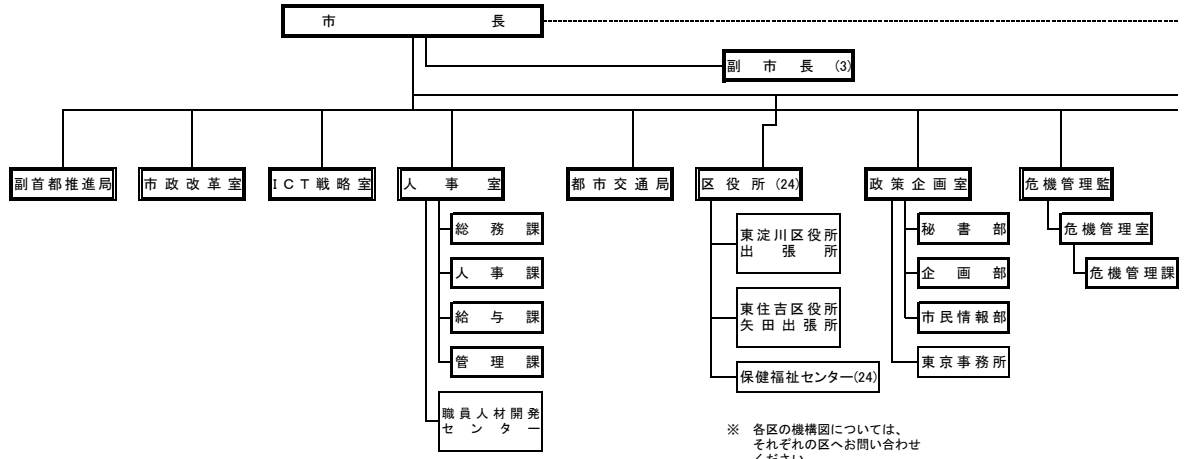 市長
副市長(3)
副首都推進局
市政改革室
ICT戦略室
人事室
都市交通局
区役所(24)
政策企画室
危機管理監
総務課
人事課
給与課
管理課
職員人材開発
センター
東淀川区役所
出張所
東住吉区役所
矢田出張所
保健福祉センター(24)
秘書部
企画部
市民情報部
東京事務所
危機管理室
危機管理課
※ 各区の機構図については、
それぞれの区へお問い合わせ
ください